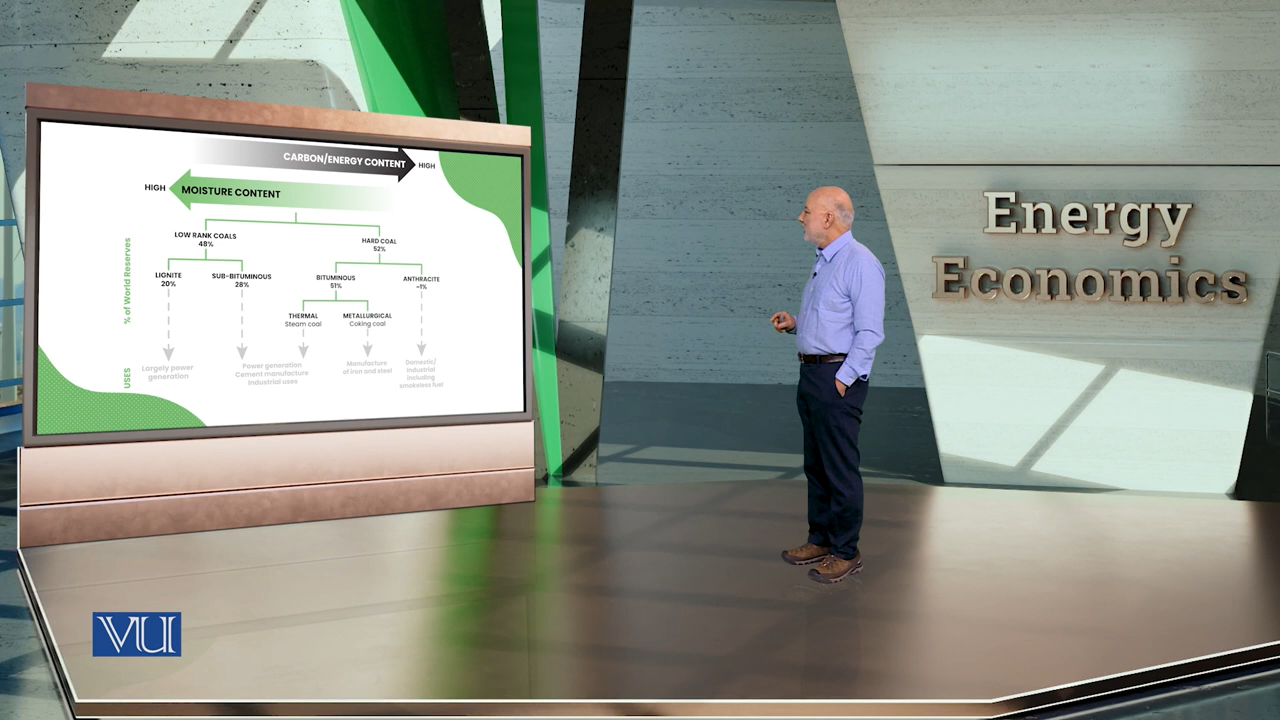 CARBON/ENERGY CONTENT HIGH
HIGH MOISTURE CONTENT
% of World Reserves
LOW RANK COALS
48%
HARD COAL
52%
LIGNITE
20%
SUB-BITUMINOUS
28%
BITUMINOUS
51%
ANTHRACITE
~1%
THERMAL
Steam coal
METALLURGICAL
Coking coal
USES
Largely power
generation
Power generation
Cement manufacture
Industrial uses
Manufacture
of iron and steel
Domestic/
industrial
including
smokeless fuel
Energy
Economics
VU